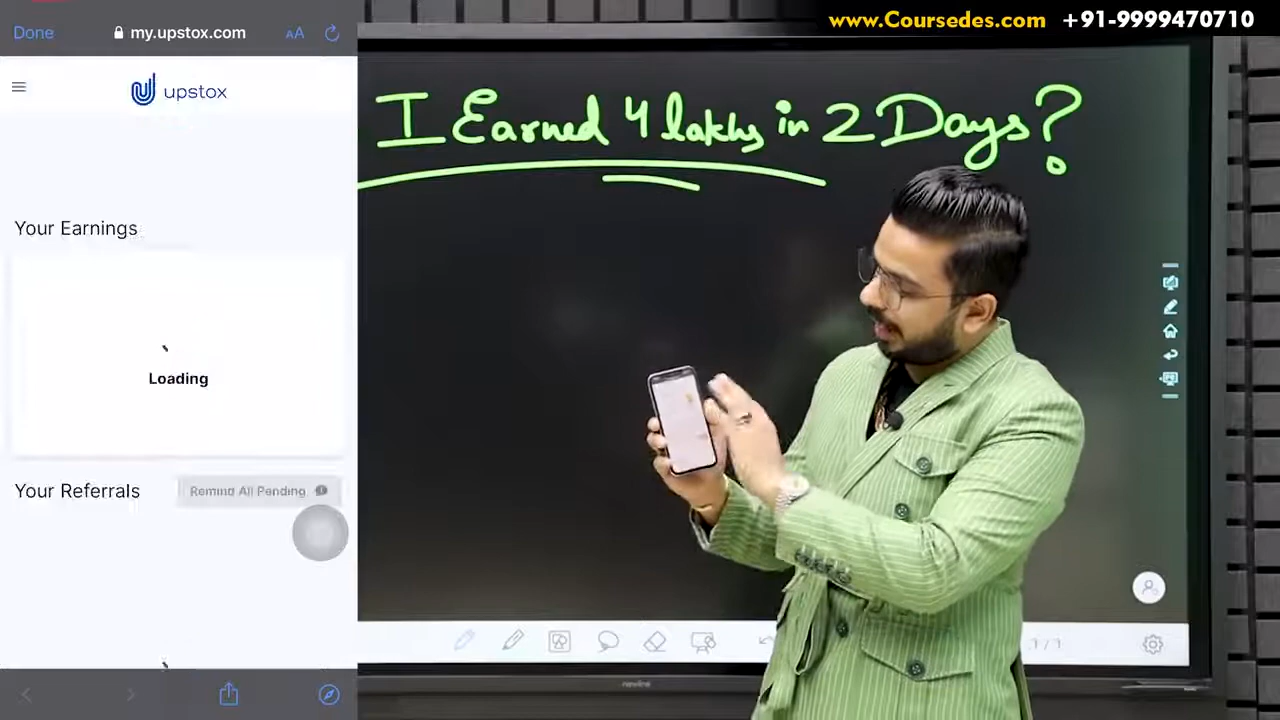 www.Coursedes.com +91-9999470710
Done my.upstox.com AA
upstox
I Earned 4 lakhs in 2 Days?
Your Earnings
Loading
Your Referrals Remind All Pending
newline